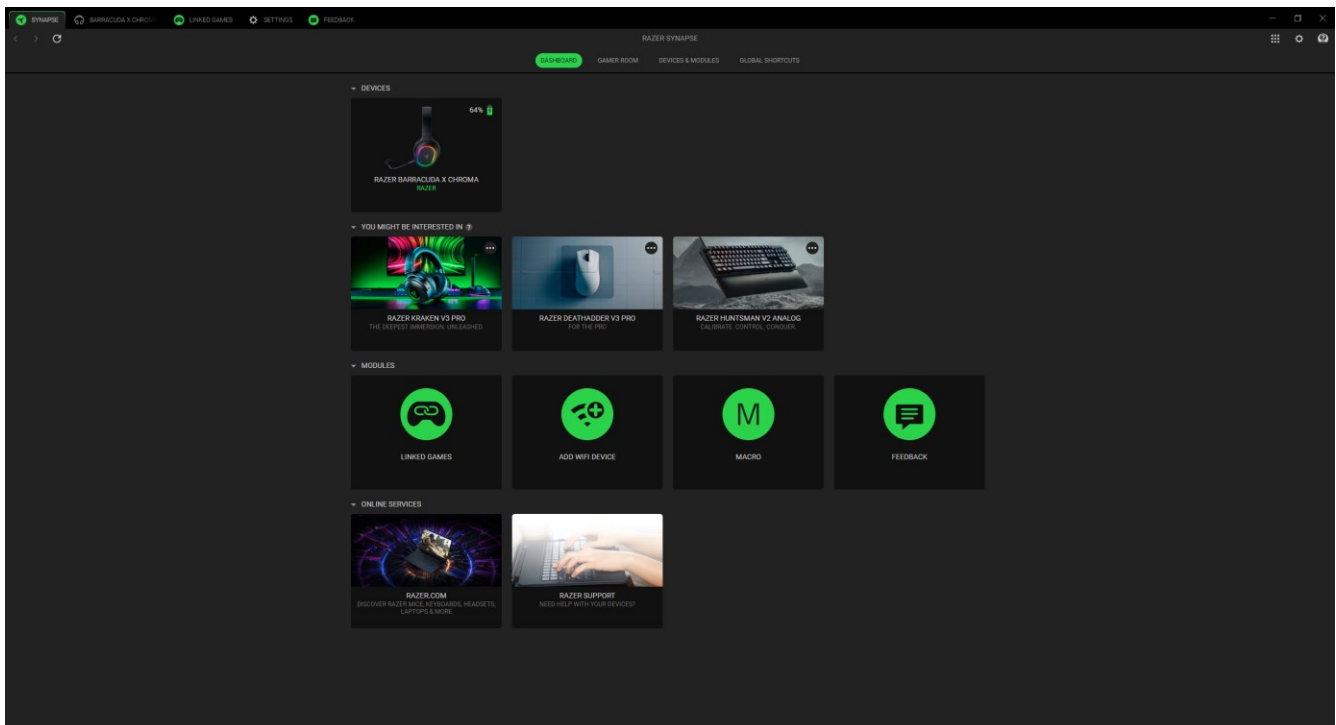 SYNAPSE
BARRACUDA X CHROM
LINKED GAMES
SETTINGS
FEEDBACK
RAZER SYNAPSE
DASHBOARD
GAMER ROOM
DEVICES & MODULES
GLOBAL SHORTCUTS
DEVICES
64%
RAZER BARRACUDA X CHROMA
RAZER
YOU MIGHT BE INTERESTED IN ?
RAZER KRAKEN V3 PRO
THE DEEPEST IMMERSION. UNLEASHED.
RAZER DEATHADDER V3 PRO
FOR THE PRO
RAZER HUNTSMAN V2 ANALOG
CALIBRATE. CONTROL. CONQUER.
MODULES
LINKED GAMES
ADD WIFI DEVICE
M
MACRO
FEEDBACK
ONLINE SERVICES
RAZER.COM
DISCOVER RAZER MICE, KEYBOARDS, HEADSETS,
LAPTOPS & MORE
RAZER SUPPORT
NEED HELP WITH YOUR DEVICES?